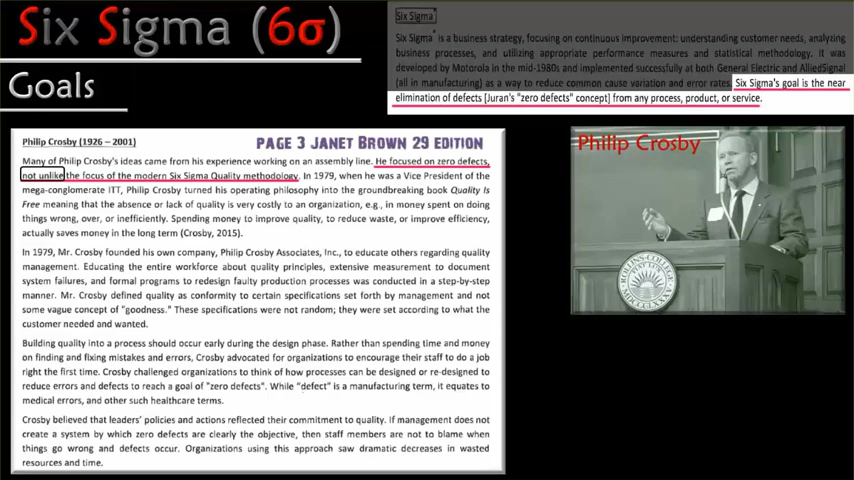 Six Sigma (6σ)
Goals
Six Sigma*
Six Sigma* is a business strategy, focusing on continuous improvement: understanding customer needs, analyzing
business processes, and utilizing appropriate performance measures and statistical methodology. It was
developed by Motorola in the mid-1980s and implemented successfully at both General Electric and AlliedSignal
(all in manufacturing) as a way to reduce common cause variation and error rates. Six Sigma's goal is the near
elimination of defects [Juran's "zero defects" concept] from any process, product, or service.
Philip Crosby (1926 – 2001)
PAGE 3 JANET BROWN 29 EDITION
Many of Philip Crosby's ideas came from his experience working on an assembly line. He focused on zero defects,
not unlike the focus of the modern Six Sigma Quality methodology. In 1979, when he was a Vice President of the
mega-conglomerate ITT, Philip Crosby turned his operating philosophy into the groundbreaking book Quality Is
Free meaning that the absence or lack of quality is very costly to an organization, e.g., in money spent on doing
things wrong, over, or inefficiently. Spending money to improve quality, to reduce waste, or improve efficiency,
actually saves money in the long term (Crosby, 2015).
In 1979, Mr. Crosby founded his own company, Philip Crosby Associates, Inc., to educate others regarding quality
management. Educating the entire workforce about quality principles, extensive measurement to document
system failures, and formal programs to redesign faulty production processes was conducted in a step-by-step
manner. Mr. Crosby defined quality as conformity to certain specifications set forth by management and not
some vague concept of "goodness." These specifications were not random; they were set according to what the
customer needed and wanted.
Building quality into a process should occur early during the design phase. Rather than spending time and money
on finding and fixing mistakes and errors, Crosby advocated for organizations to encourage their staff to do a job
right the first time. Crosby challenged organizations to think of how processes can be designed or re-designed to
reduce errors and defects to reach a goal of "zero defects". While "defect" is a manufacturing term, it equates to
medical errors, and other such healthcare terms.
Crosby believed that leaders' policies and actions reflected their commitment to quality. If management does not
create a system by which zero defects are clearly the objective, then staff members are not to blame when
things go wrong and defects occur. Organizations using this approach saw dramatic decreases in wasted
resources and time.
Philip Crosby
ROLLINS COLLEGE